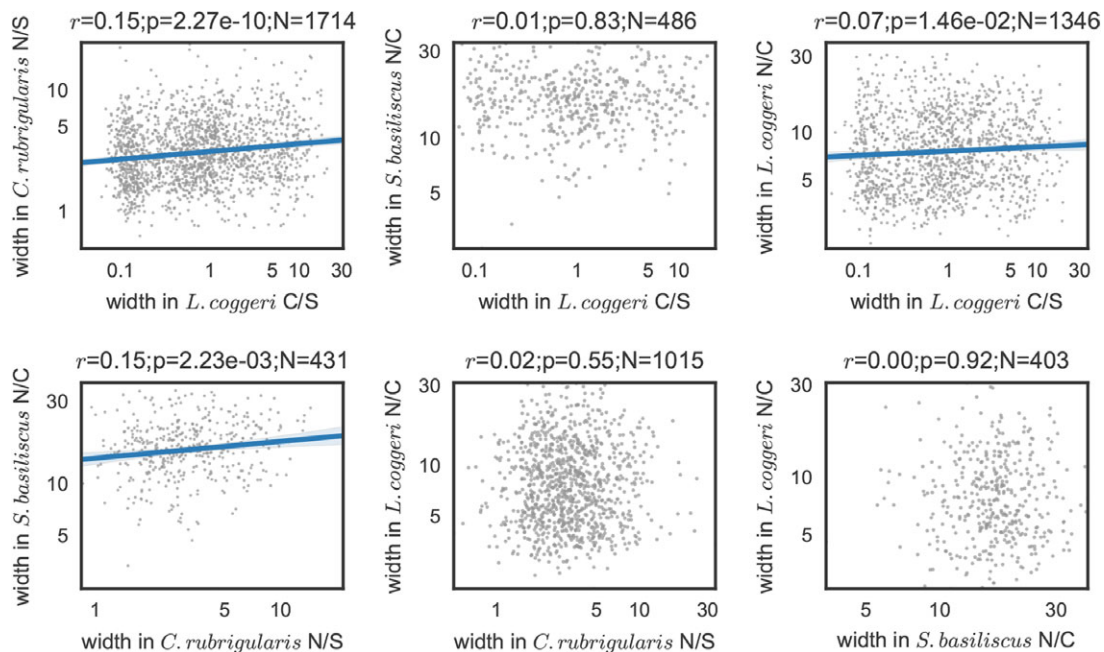 r=0.15;p=2.27e-10;N=1714
width in C. rubrigularis N/S
10
5
1
0.1 1 5 10 30
width in L. coggeri C/S
r=0.01;p=0.83;N=486
width in S. basiliscus N/C
30
10
5
0.1 1 5 10
width in L. coggeri C/S
r=0.07;p=1.46e-02;N=1346
width in L. coggeri N/C
30
10
5
0.1 1 5 10 30
width in L. coggeri C/S
r=0.15;p=2.23e-03;N=431
width in S. basiliscus N/C
30
10
5
1 5 10
width in C. rubrigularis N/S
r=0.02;p=0.55;N=1015
width in L. coggeri N/C
30
10
5
1 5 10 30
width in C. rubrigularis N/S
r=0.00;p=0.92;N=403
width in L. coggeri N/C
30
10
5
5 10 30
width in S. basiliscus N/C